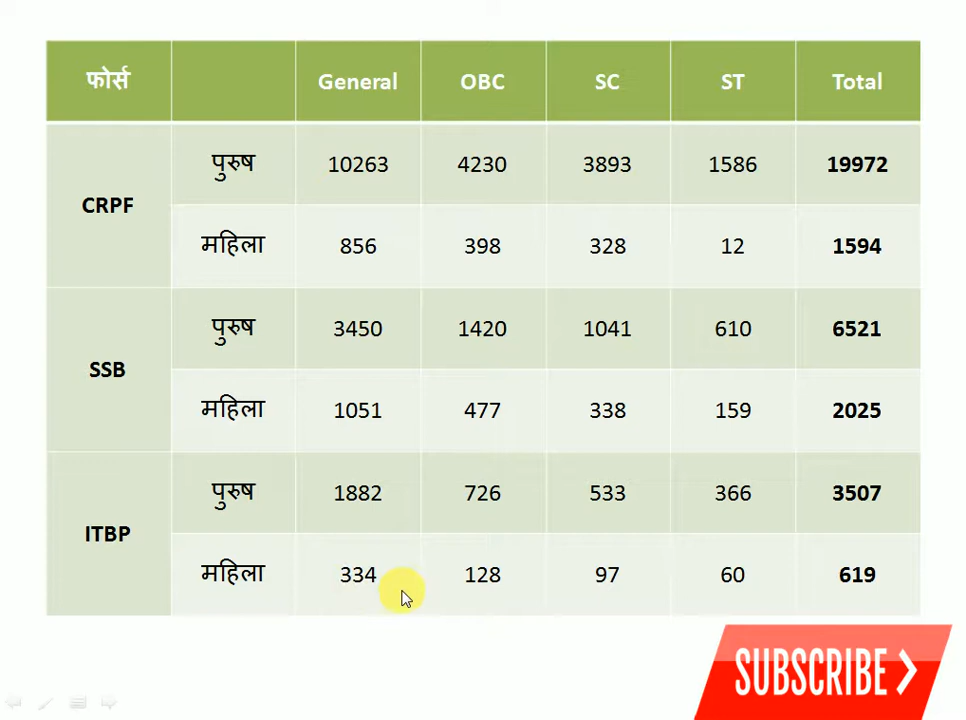 फोर्स General OBC SC ST Total
CRPF पुरुष 10263 4230 3893 1586 19972
महिला 856 398 328 12 1594
SSB पुरुष 3450 1420 1041 610 6521
महिला 1051 477 338 159 2025
ITBP पुरुष 1882 726 533 366 3507
महिला 334 128 97 60 619
SUBSCRIBE